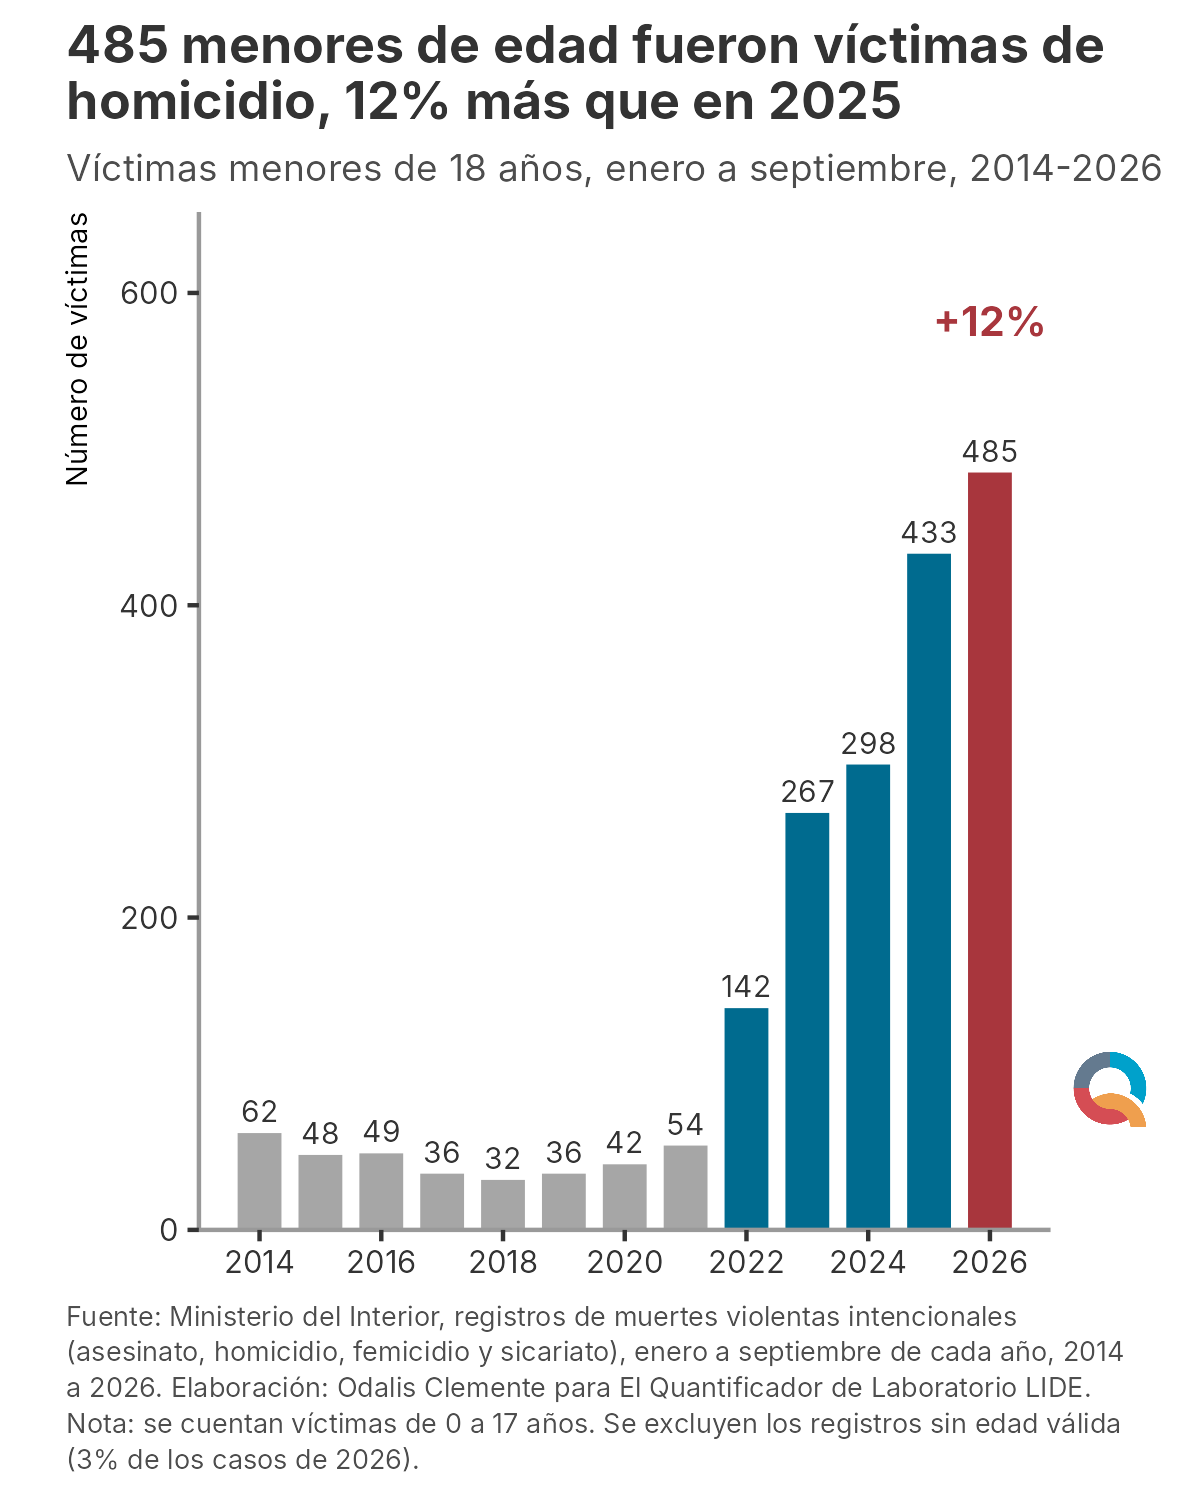 485 menores de edad fueron víctimas de
homicidio, 12% más que en 2025
Víctimas menores de 18 años, enero a septiembre, 2014-2026
Número de víctimas
600
400
200
0
+12%
62
48
49
36
32
36
42
54
142
267
298
433
485
2014
2016
2018
2020
2022
2024
2026
Fuente: Ministerio del Interior, registros de muertes violentas intencionales
(asesinato, homicidio, femicidio y sicariato), enero a septiembre de cada año, 2014
a 2026. Elaboración: Odalis Clemente para El Quantificador de Laboratorio LIDE.
Nota: se cuentan víctimas de 0 a 17 años. Se excluyen los registros sin edad válida
(3% de los casos de 2026).